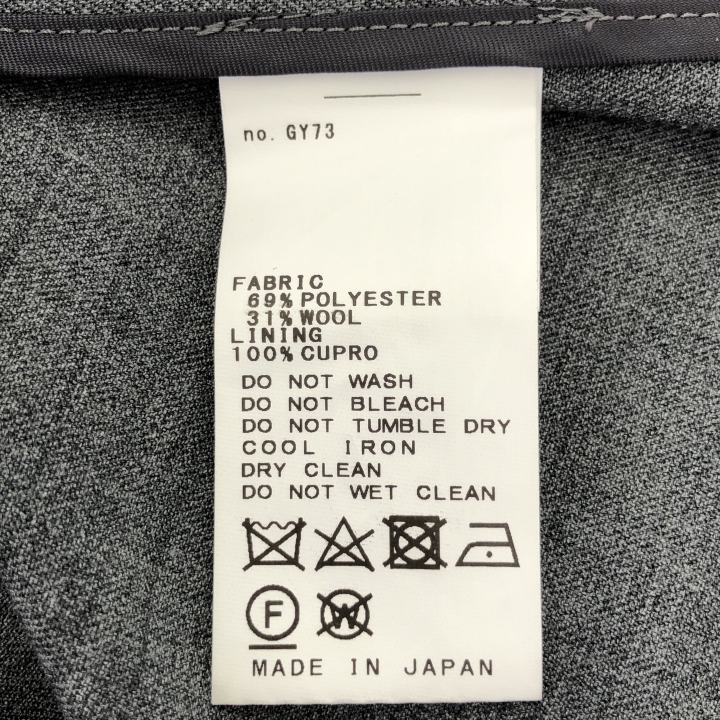 no. GY73
FABRIC
69% POLYESTER
31% WOOL
LINING
100% CUPRO
DO NOT WASH
DO NOT BLEACH
DO NOT TUMBLE DRY
COOL IRON
DRY CLEAN
DO NOT WET CLEAN
F W
MADE IN JAPAN